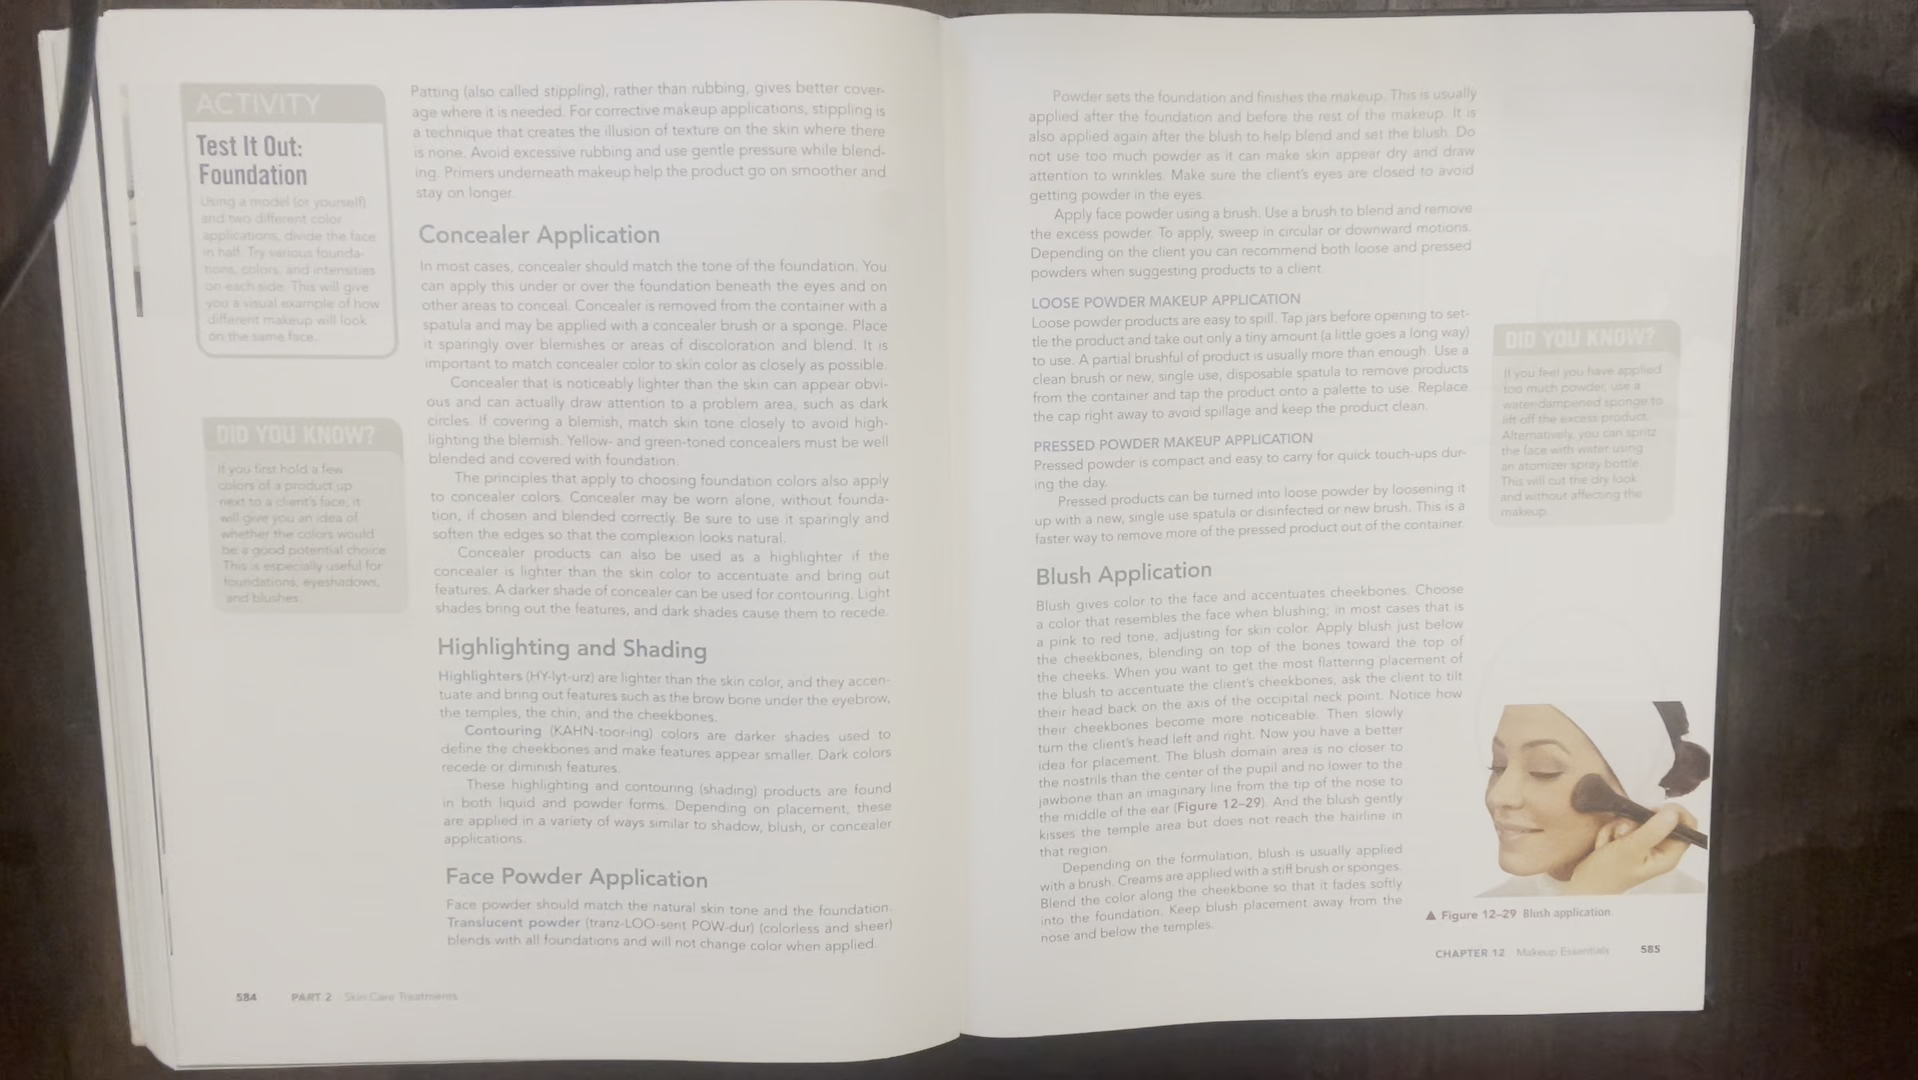 ACTIVITY
Test It Out:
Foundation
Using a model (or yourself)
and two different color
applications, divide the face
in half. Try various founda-
tions, colors, and intensities
on each side. This will give
you a visual example of how
different makeup will look
on the same face.
DID YOU KNOW?
If you first hold a few
colors of a product up
next to a client's face, it
will give you an idea of
whether the colors would
be a good potential choice.
This is especially useful for
foundations, eyeshadows,
and blushes.
Patting (also called stippling), rather than rubbing, gives better cover-
age where it is needed. For corrective makeup applications, stippling is
a technique that creates the illusion of texture on the skin where there
is none. Avoid excessive rubbing and use gentle pressure while blend-
ing. Primers underneath makeup help the product go on smoother and
stay on longer.
Concealer Application
In most cases, concealer should match the tone of the foundation. You
can apply this under or over the foundation beneath the eyes and on
other areas to conceal. Concealer is removed from the container with a
spatula and may be applied with a concealer brush or a sponge. Place
it sparingly over blemishes or areas of discoloration and blend. It is
important to match concealer color to skin color as closely as possible.
Concealer that is noticeably lighter than the skin can appear obvi-
ous and can actually draw attention to a problem area, such as dark
circles. If covering a blemish, match skin tone closely to avoid high-
lighting the blemish. Yellow- and green-toned concealers must be well
blended and covered with foundation.
The principles that apply to choosing foundation colors also apply
to concealer colors. Concealer may be worn alone, without founda-
tion, if chosen and blended correctly. Be sure to use it sparingly and
soften the edges so that the complexion looks natural.
Concealer products can also be used as a highlighter if the
concealer is lighter than the skin color to accentuate and bring out
features. A darker shade of concealer can be used for contouring. Light
shades bring out the features, and dark shades cause them to recede.
Highlighting and Shading
Highlighters (HY-lyt-urz) are lighter than the skin color, and they accen-
tuate and bring out features such as the brow bone under the eyebrow,
the temples, the chin, and the cheekbones.
Contouring (KAHN-toor-ing) colors are darker shades used to
define the cheekbones and make features appear smaller. Dark colors
recede or diminish features.
These highlighting and contouring (shading) products are found
in both liquid and powder forms. Depending on placement, these
are applied in a variety of ways similar to shadow, blush, or concealer
applications.
Face Powder Application
Face powder should match the natural skin tone and the foundation.
Translucent powder (tranz-LOO-sent POW-dur) (colorless and sheer)
blends with all foundations and will not change color when applied.
584 PART 2 Skin Care Treatments
Powder sets the foundation and finishes the makeup. This is usually
applied after the foundation and before the rest of the makeup. It is
also applied again after the blush to help blend and set the blush. Do
not use too much powder as it can make skin appear dry and draw
attention to wrinkles. Make sure the client's eyes are closed to avoid
getting powder in the eyes.
Apply face powder using a brush. Use a brush to blend and remove
the excess powder. To apply, sweep in circular or downward motions.
Depending on the client you can recommend both loose and pressed
powders when suggesting products to a client.
LOOSE POWDER MAKEUP APPLICATION
Loose powder products are easy to spill. Tap jars before opening to set-
tle the product and take out only a tiny amount (a little goes a long way)
to use. A partial brushful of product is usually more than enough. Use a
clean brush or new, single use, disposable spatula to remove products
from the container and tap the product onto a palette to use. Replace
the cap right away to avoid spillage and keep the product clean.
PRESSED POWDER MAKEUP APPLICATION
Pressed powder is compact and easy to carry for quick touch-ups dur-
ing the day.
Pressed products can be turned into loose powder by loosening it
up with a new, single use spatula or disinfected or new brush. This is a
faster way to remove more of the pressed product out of the container.
Blush Application
Blush gives color to the face and accentuates cheekbones. Choose
a color that resembles the face when blushing; in most cases that is
a pink to red tone, adjusting for skin color. Apply blush just below
the cheekbones, blending on top of the bones toward the top of
the cheeks. When you want to get the most flattering placement of
the blush to accentuate the client's cheekbones, ask the client to tilt
their head back on the axis of the occipital neck point. Notice how
their cheekbones become more noticeable. Then slowly
turn the client's head left and right. Now you have a better
idea for placement. The blush domain area is no closer to
the nostrils than the center of the pupil and no lower to the
jawbone than an imaginary line from the tip of the nose to
the middle of the ear (Figure 12–29). And the blush gently
kisses the temple area but does not reach the hairline in
that region.
Depending on the formulation, blush is usually applied
with a brush. Creams are applied with a stiff brush or sponges.
Blend the color along the cheekbone so that it fades softly
into the foundation. Keep blush placement away from the
nose and below the temples.
DID YOU KNOW?
If you feel you have applied
too much powder, use a
water-dampened sponge to
lift off the excess product.
Alternatively, you can spritz
the face with water using
an atomizer spray bottle.
This will cut the dry look
and without affecting the
makeup.
▲ Figure 12–29 Blush application.
CHAPTER 12 Makeup Essentials 585